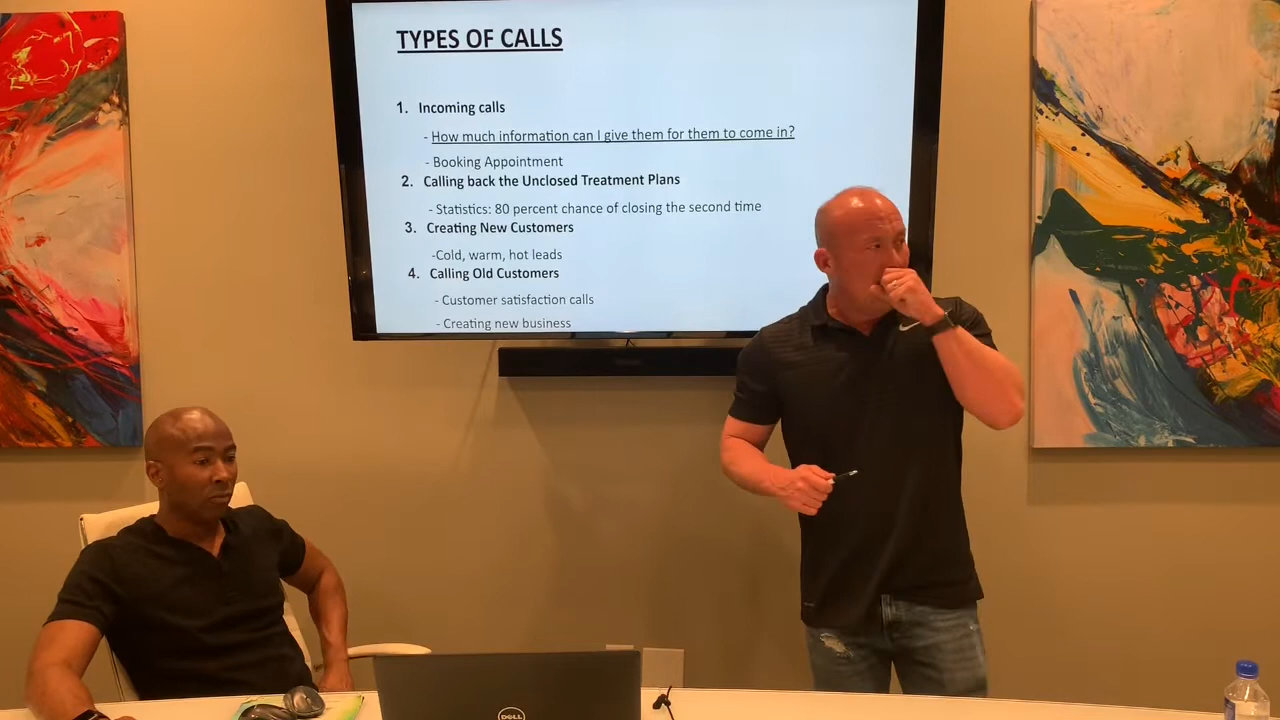 TYPES OF CALLS
1. Incoming calls
- How much information can I give them for them to come in?
- Booking Appointment
2. Calling back the Unclosed Treatment Plans
- Statistics: 80 percent chance of closing the second time
3. Creating New Customers
-Cold, warm, hot leads
4. Calling Old Customers
- Customer satisfaction calls
- Creating new business
DELL